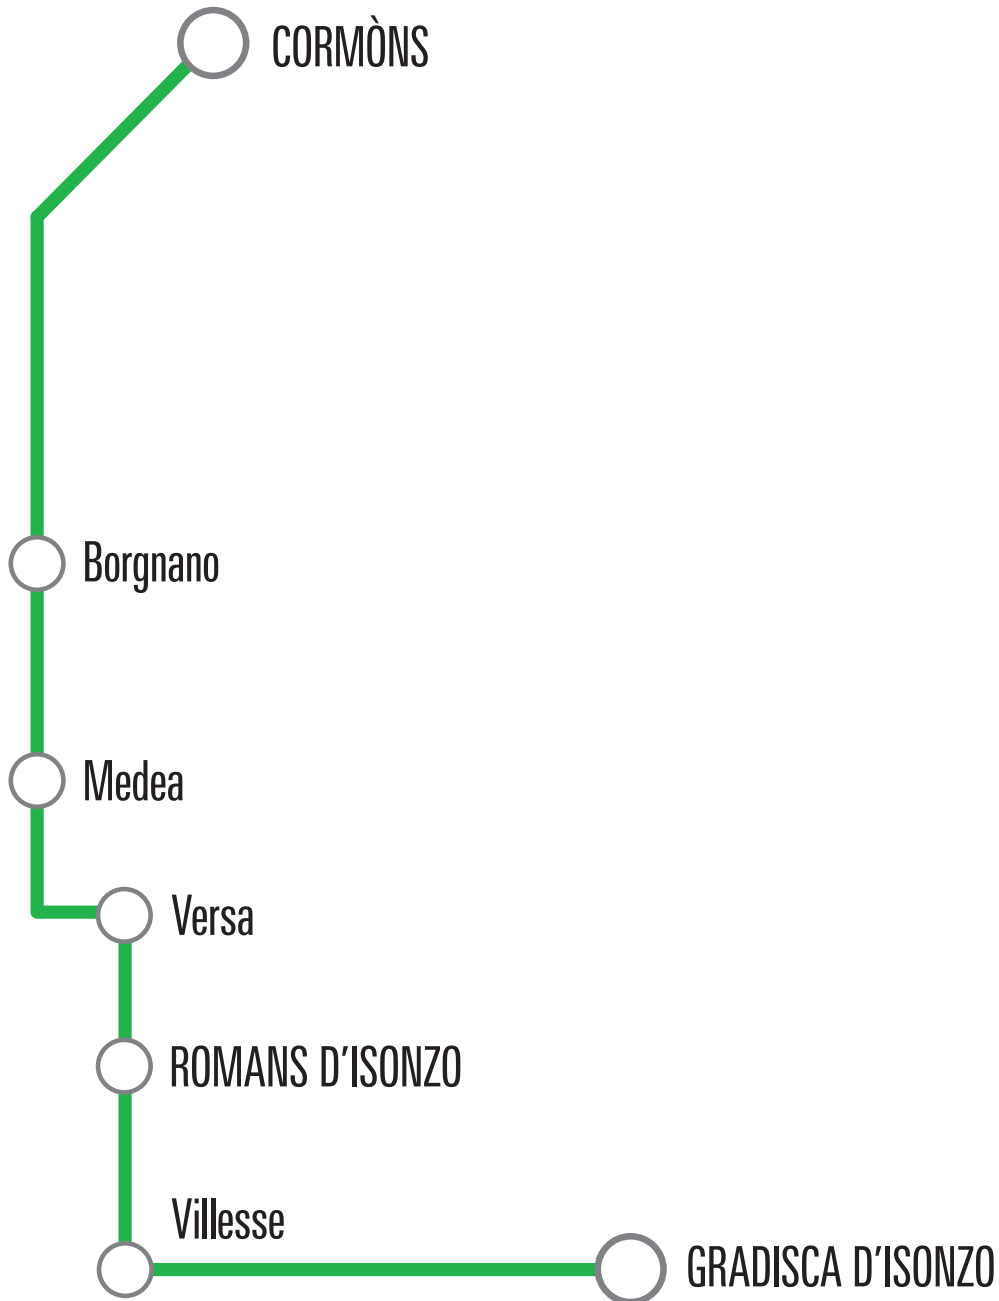 CORMÒNS
Borgnano
Medea
Versa
ROMANS D'ISONZO
Villesse
GRADISCA D'ISONZO